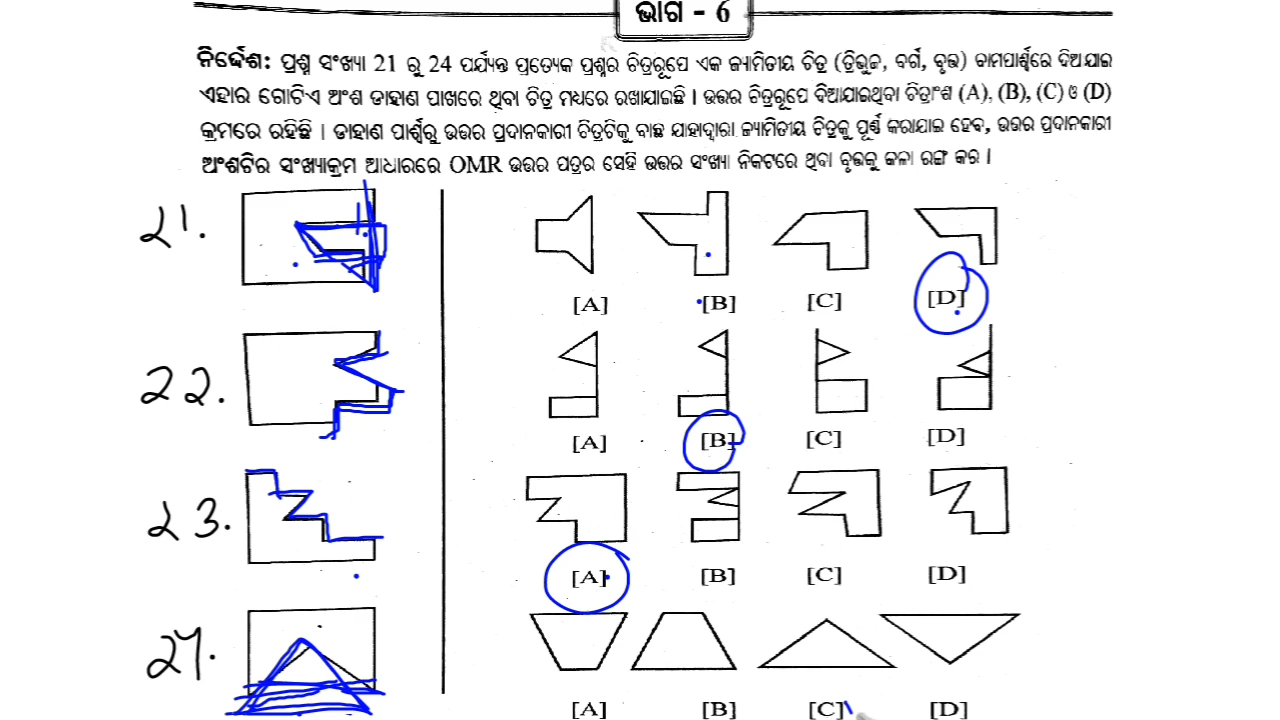 ଭାଗ - 6
ନିର୍ଦ୍ଦେଶ: ପ୍ରଶ୍ନ ସଂଖ୍ୟା 21 ରୁ 24 ପର୍ଯ୍ୟନ୍ତ ପ୍ରତ୍ୟେକ ପ୍ରଶ୍ନର ଚିତ୍ରରୂପେ ଏକ ଜ୍ୟାମିତୀୟ ଚିତ୍ର (ତ୍ରିଭୁଜ, ବର୍ଗ, ବୃତ୍ତ) ବାମପାର୍ଶ୍ୱରେ ଦିଆଯାଇ
ଏହାର ଗୋଟିଏ ଅଂଶ ଡାହାଣ ପାଖରେ ଥିବା ଚିତ୍ର ମଧ୍ୟରେ ରଖାଯାଇଛି । ଉତ୍ତର ଚିତ୍ରରୂପେ ଦିଆଯାଇଥିବା ଚିତ୍ରାଂଶ (A), (B), (C) ଓ (D)
କ୍ରମରେ ରହିଛି । ଡାହାଣ ପାର୍ଶ୍ୱରୁ ଉତ୍ତର ପ୍ରଦାନକାରୀ ଚିତ୍ରଟିକୁ ବାଛ ଯାହାଦ୍ୱାରା ଜ୍ୟାମିତୀୟ ଚିତ୍ରକୁ ପୂର୍ଣ୍ଣ କରାଯାଇ ହେବ, ଉତ୍ତର ପ୍ରଦାନକାରୀ
ଅଂଶଟିର ସଂଖ୍ୟାକ୍ରମ ଆଧାରରେ OMR ଉତ୍ତର ପତ୍ରର ସେହି ଉତ୍ତର ସଂଖ୍ୟା ନିକଟରେ ଥିବା ବୃତ୍ତକୁ କଳା ରଙ୍ଗ କର ।
21.
[A] [B] [C] [D]
22.
[A] [B] [C] [D]
23.
[A] [B] [C] [D]
24.
[A] [B] [C] [D]